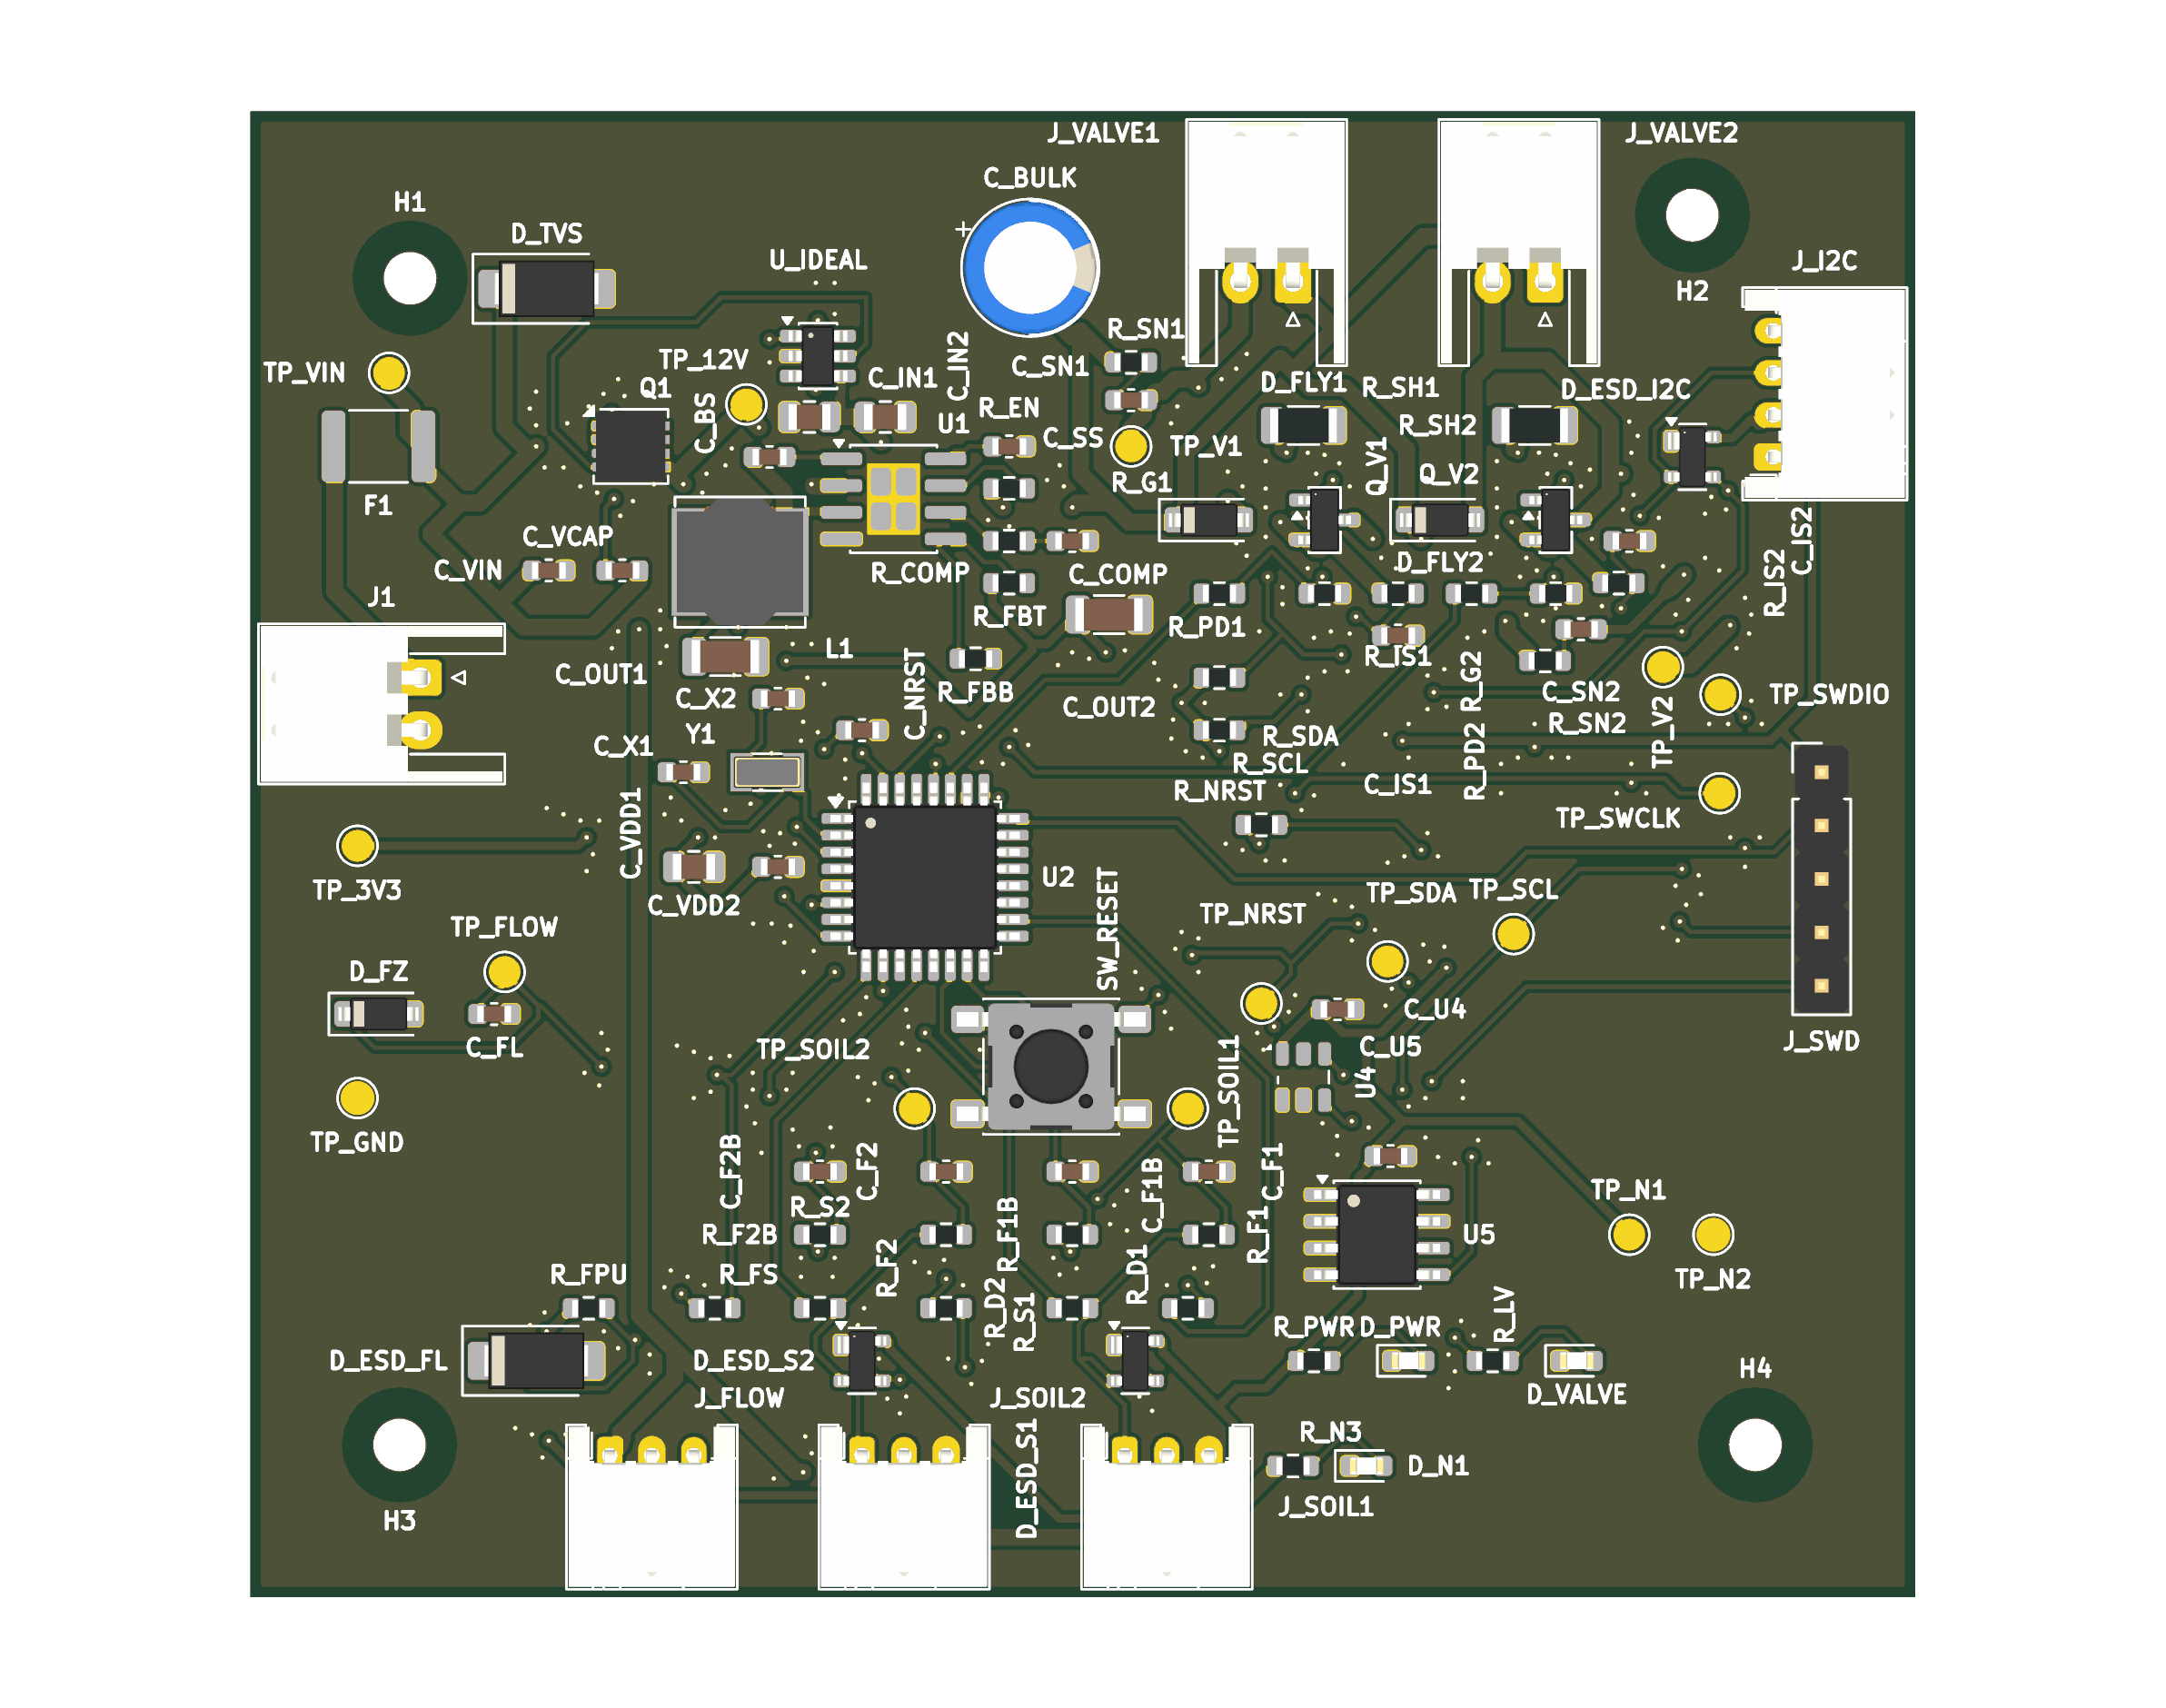 J_VALVE1
J_VALVE2
C_BULK
H1
D_TVS
U_IDEAL
J_I2C
H2
R_SN1
TP_12V
C_IN2
C_SN1
TP_VIN
C_IN1
D_FLY1
R_SH1
D_ESD_I2C
Q1
C_BS
R_EN
U1
R_SH2
C_SS
TP_V1
Q_V1
Q_V2
R_G1
F1
C_VCAP
C_IS2
C_VIN
R_COMP
C_COMP
D_FLY2
R_IS2
J1
R_FBT
R_PD1
L1
R_IS1
C_OUT1
C_NRST
R_G2
C_X2
R_FBB
C_SN2
TP_SWDIO
C_OUT2
R_SN2
TP_V2
Y1
C_X1
R_SDA
R_PD2
R_SCL
C_IS1
R_NRST
TP_SWCLK
C_VDD1
U2
TP_3V3
C_VDD2
TP_SDA
TP_SCL
TP_NRST
TP_FLOW
SW_RESET
D_FZ
C_U4
C_FL
TP_SOIL2
C_U5
J_SWD
TP_SOIL1
U4
TP_GND
C_F2B
C_F2
C_F1B
C_F1
TP_N1
R_S2
R_F2B
R_F1B
R_F1
U5
R_FPU
R_FS
R_F2
R_D1
TP_N2
R_D2
R_S1
R_LV
R_PWR
D_PWR
D_ESD_FL
D_ESD_S2
H4
J_FLOW
J_SOIL2
D_VALVE
R_N3
D_ESD_S1
D_N1
H3
J_SOIL1